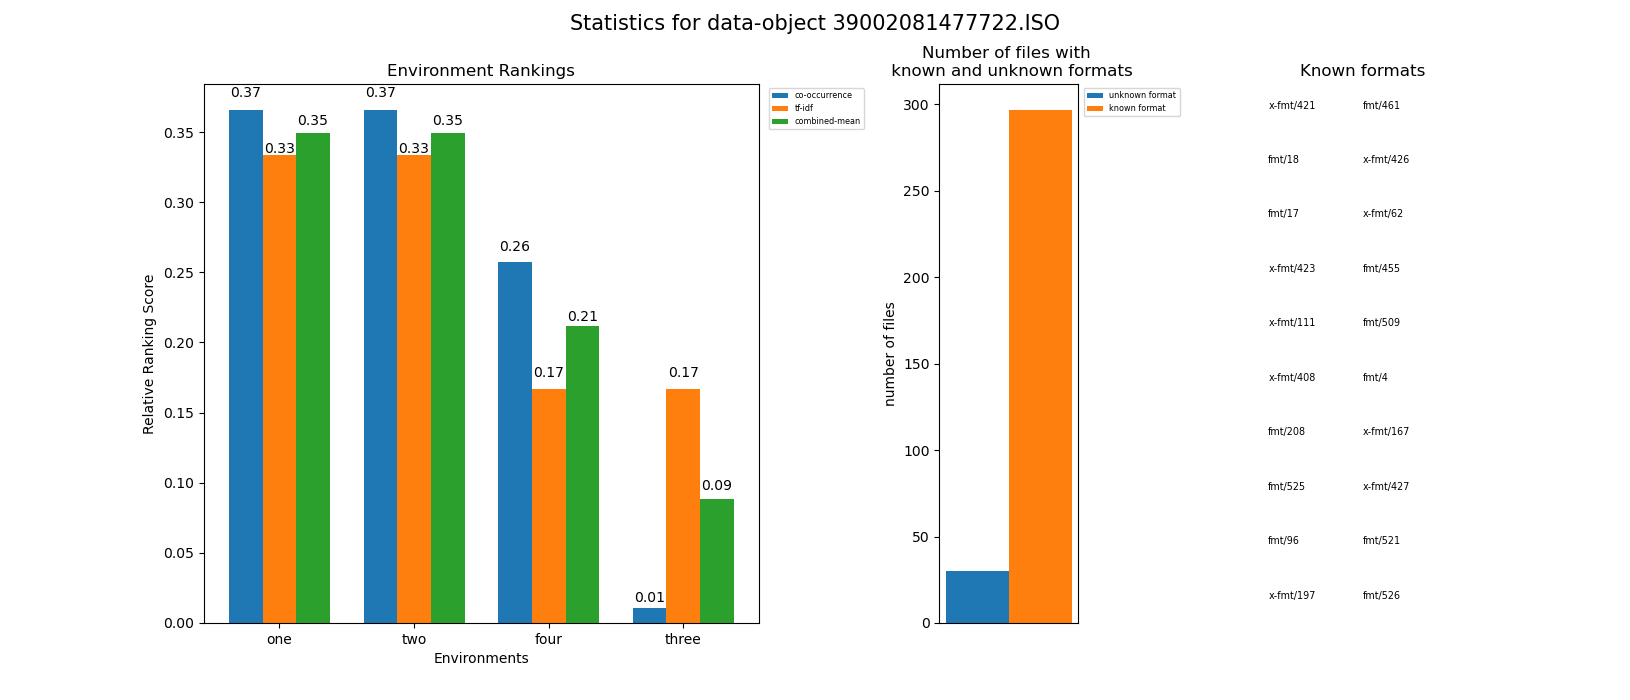 Statistics for data-object 39002081477722.ISO
Environment Rankings
0.37
0.33
0.35
0.37
0.33
0.35
0.26
0.17
0.21
0.01
0.17
0.09
0.35
0.30
0.25
0.20
0.15
0.10
0.05
0.00
Relative Ranking Score
one two four three
Environments
co-occurrence
tf-idf
combined-mean
Number of files with
known and unknown formats
300
250
200
150
100
50
0
number of files
unknown format
known format
Known formats
x-fmt/421 fmt/461
fmt/18 x-fmt/426
fmt/17 x-fmt/62
x-fmt/423 fmt/455
x-fmt/111 fmt/509
x-fmt/408 fmt/4
fmt/208 x-fmt/167
fmt/525 x-fmt/427
fmt/96 fmt/521
x-fmt/197 fmt/526